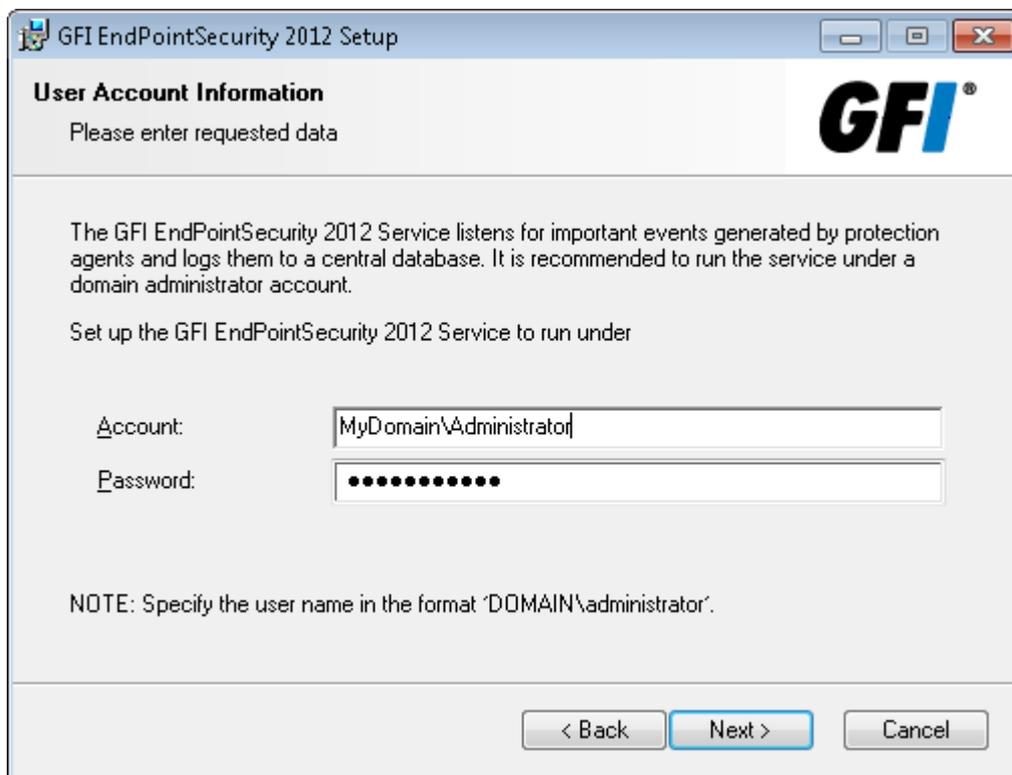 GFI EndPointSecurity 2012 Setup
User Account Information
Please enter requested data
GFI®
The GFI EndPointSecurity 2012 Service listens for important events generated by protection
agents and logs them to a central database. It is recommended to run the service under a
domain administrator account.
Set up the GFI EndPointSecurity 2012 Service to run under
Account:
MyDomain\Administrator
Password:
•••••••••••
NOTE: Specify the user name in the format ´DOMAIN\administrator´.
< Back
Next >
Cancel